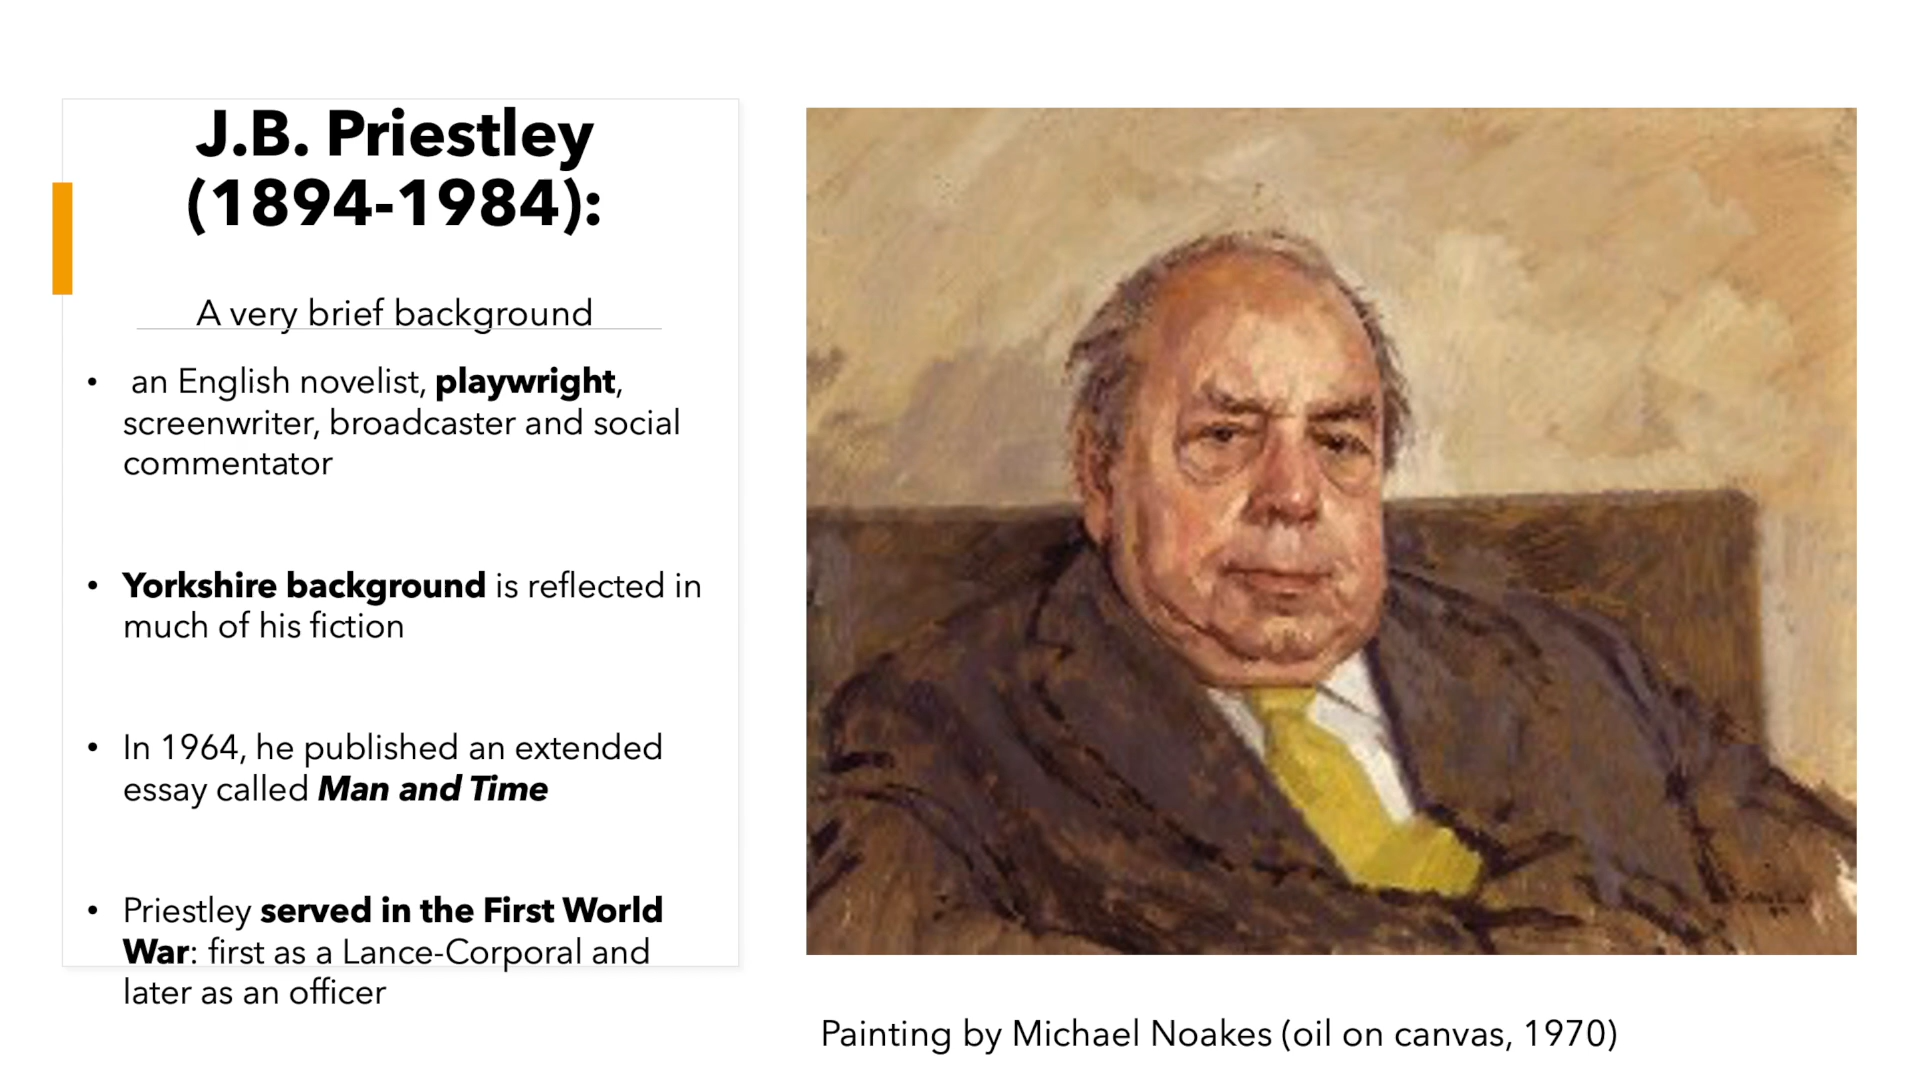 J.B. Priestley
(1894-1984):
A very brief background
• an English novelist, playwright,
screenwriter, broadcaster and social
commentator
• Yorkshire background is reflected in
much of his fiction
• In 1964, he published an extended
essay called Man and Time
• Priestley served in the First World
War: first as a Lance-Corporal and
later as an officer
Painting by Michael Noakes (oil on canvas, 1970)